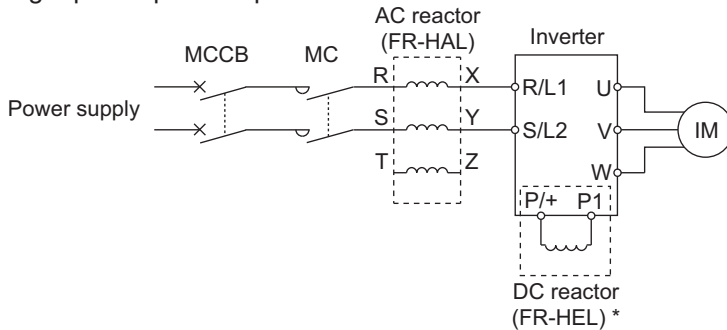 AC reactor
(FR-HAL)
MCCB
MC
Inverter
R
X
R/L1
U
Power supply
S
Y
S/L2
V
IM
T
Z
W
P/+
P1
DC reactor
(FR-HEL) *